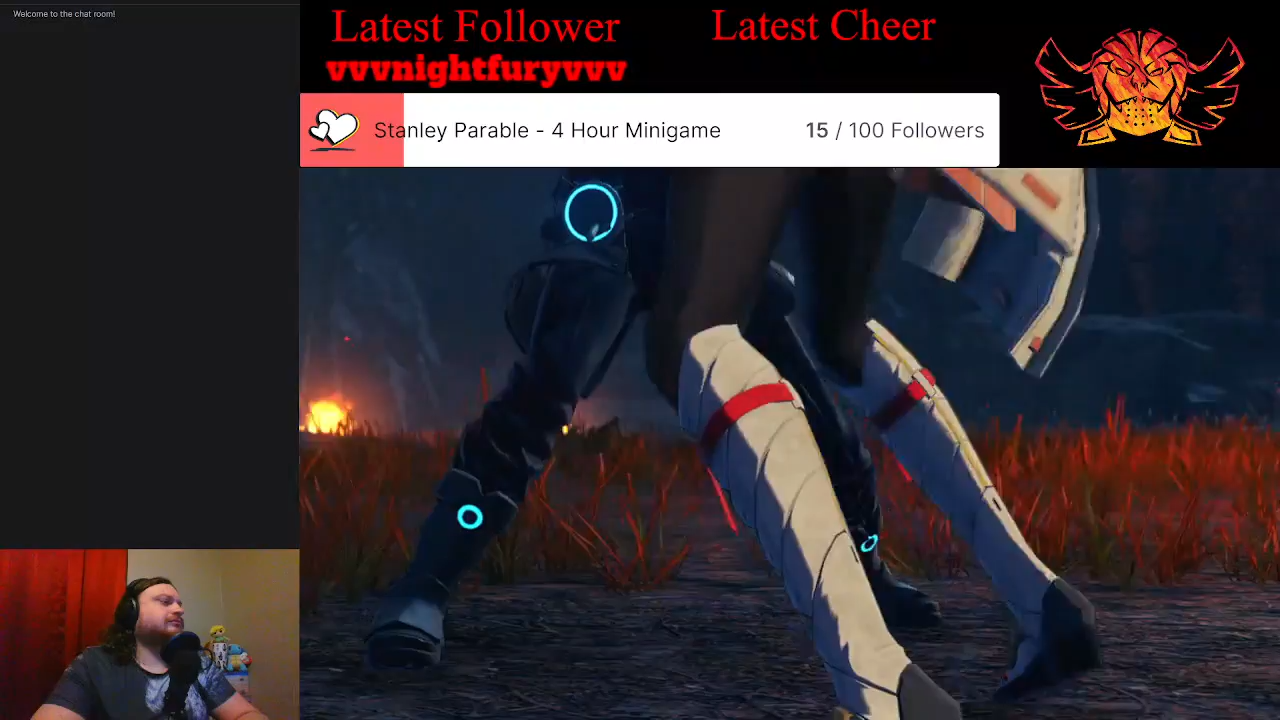 Welcome to the chat room!
Latest Follower
vvvnightfuryvvv
Latest Cheer
Stanley Parable - 4 Hour Minigame
15 / 100 Followers